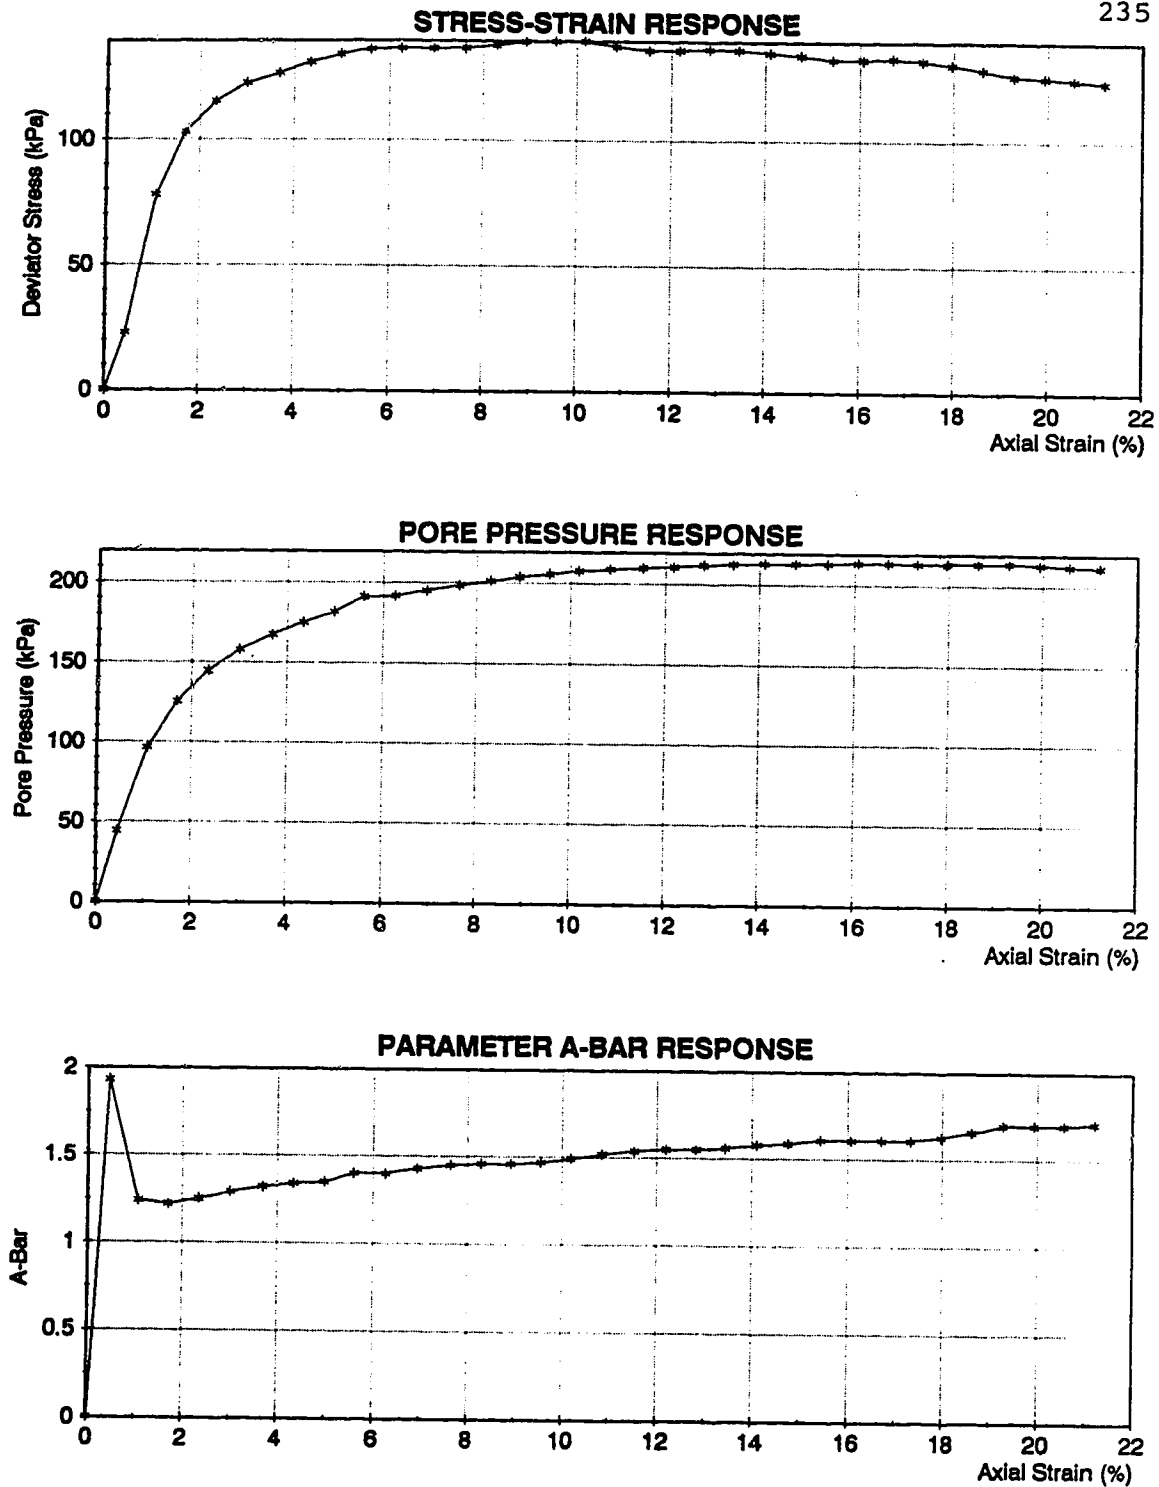 235
STRESS-STRAIN RESPONSE
Deviator Stress (kPa)
100
50
0
0 2 4 6 8 10 12 14 16 18 20 22
Axial Strain (%)
PORE PRESSURE RESPONSE
Pore Pressure (kPa)
200
150
100
50
0
0 2 4 6 8 10 12 14 16 18 20 22
Axial Strain (%)
PARAMETER A-BAR RESPONSE
A-Bar
2
1.5
1
0.5
0
0 2 4 6 8 10 12 14 16 18 20 22
Axial Strain (%)